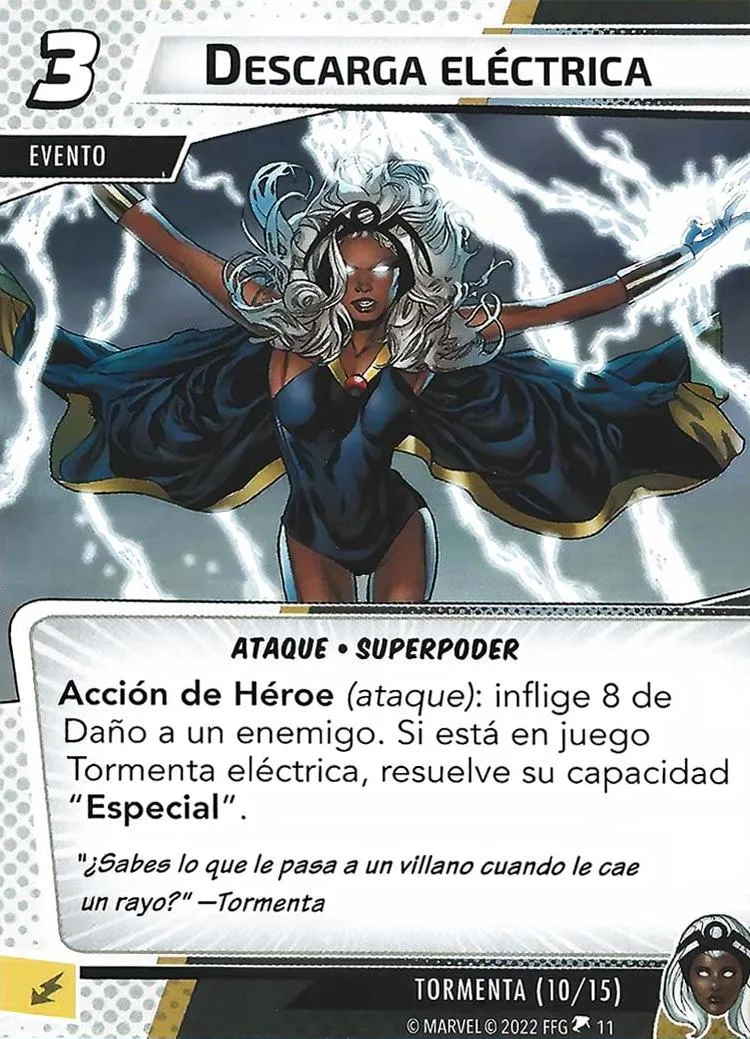 3
DESCARGA ELÉCTRICA
EVENTO
ATAQUE • SUPERPODER
Acción de Héroe (ataque): inflige 8 de
Daño a un enemigo. Si está en juego
Tormenta eléctrica, resuelve su capacidad
"Especial".
"¿Sabes lo que le pasa a un villano cuando le cae
un rayo?" —Tormenta
TORMENTA (10/15)
© MARVEL © 2022 FFG 11